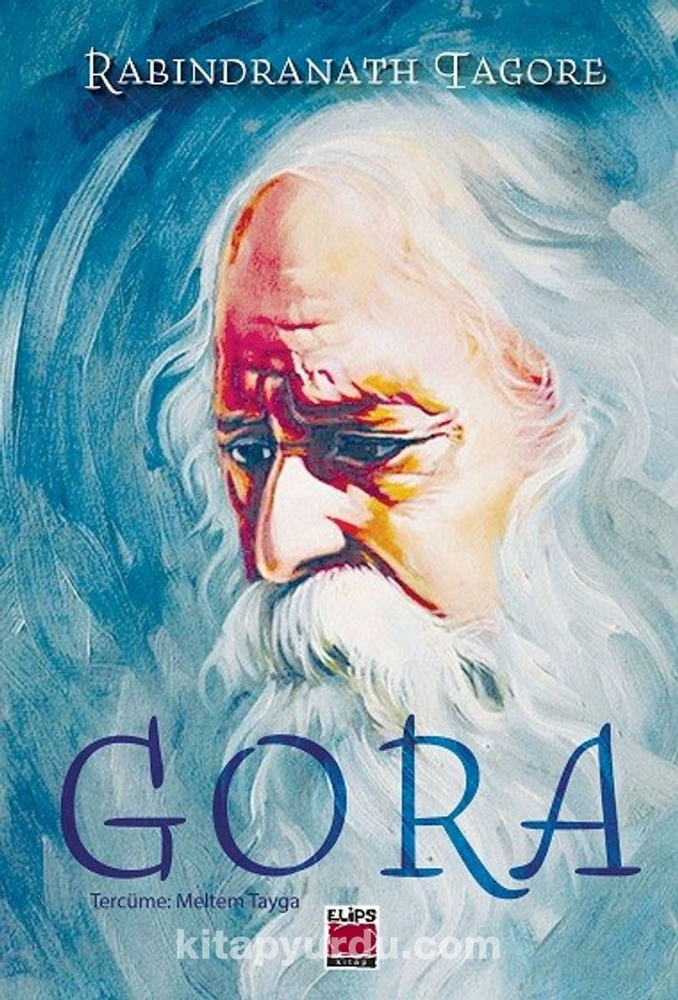 RABINDRANATH TAGORE
GORA
Tercüme: Meltem Tayga
ELiPS
kitap
kitapyurdu.com